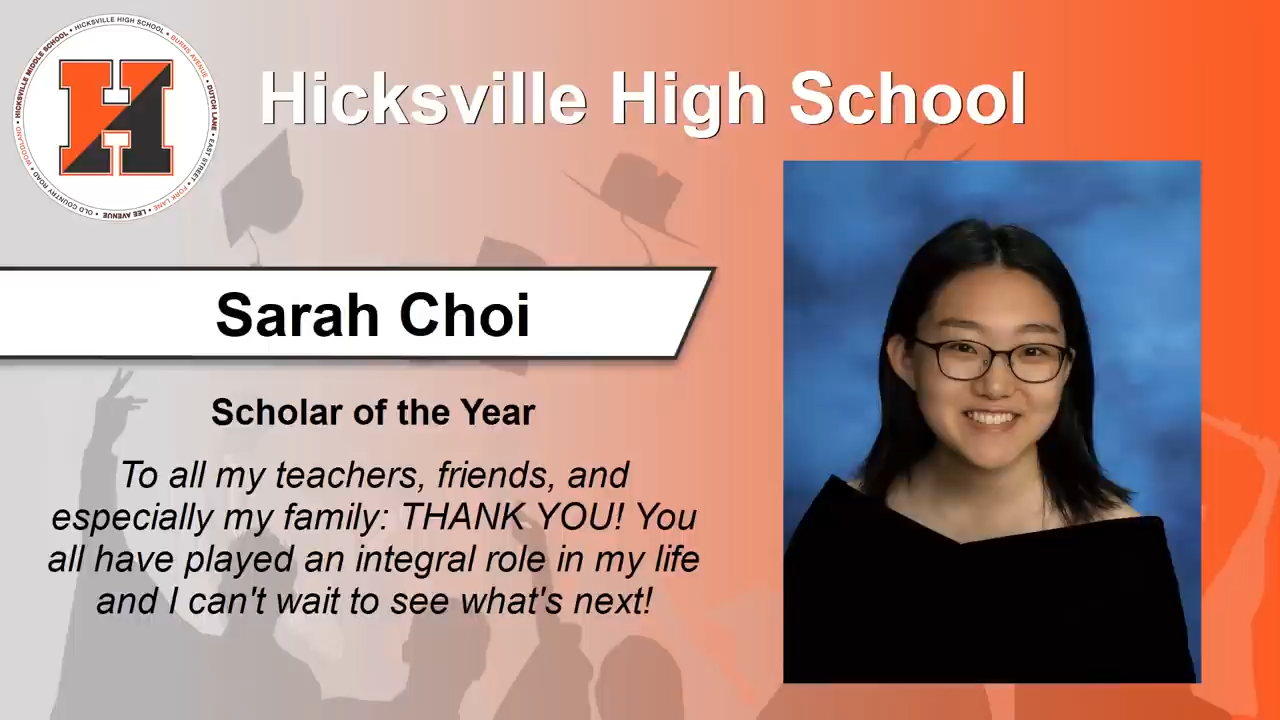 • HICKSVILLE MIDDLE SCHOOL • HICKSVILLE HIGH SCHOOL • BURNS AVENUE • DUTCH LANE • EAST STREET • FORK LANE • LEE AVENUE • OLD COUNTRY ROAD • WOODLAND
H
Hicksville High School
Sarah Choi
Scholar of the Year
To all my teachers, friends, and
especially my family: THANK YOU! You
all have played an integral role in my life
and I can't wait to see what's next!